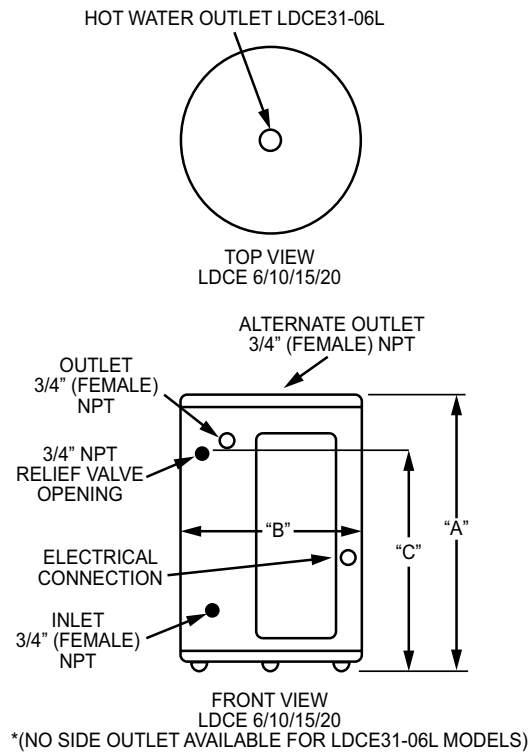 HOT WATER OUTLET LDCE31-06L
TOP VIEW
LDCE 6/10/15/20
ALTERNATE OUTLET
3/4” (FEMALE) NPT
OUTLET
3/4” (FEMALE)
NPT
3/4” NPT
RELIEF VALVE
OPENING
“B”
“C”
“A”
ELECTRICAL
CONNECTION
INLET
3/4” (FEMALE)
NPT
FRONT VIEW
LDCE 6/10/15/20
*(NO SIDE OUTLET AVAILABLE FOR LDCE31-06L MODELS)